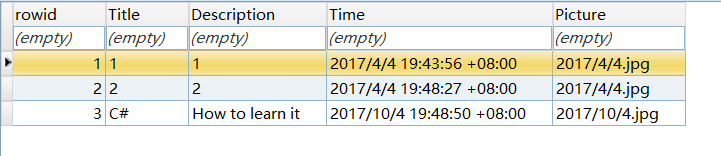 rowid Title Description Time Picture
(empty) (empty) (empty) (empty) (empty)
1 1 1 2017/4/4 19:43:56 +08:00 2017/4/4.jpg
2 2 2 2017/4/4 19:48:27 +08:00 2017/4/4.jpg
3 C# How to learn it 2017/10/4 19:48:50 +08:00 2017/10/4.jpg